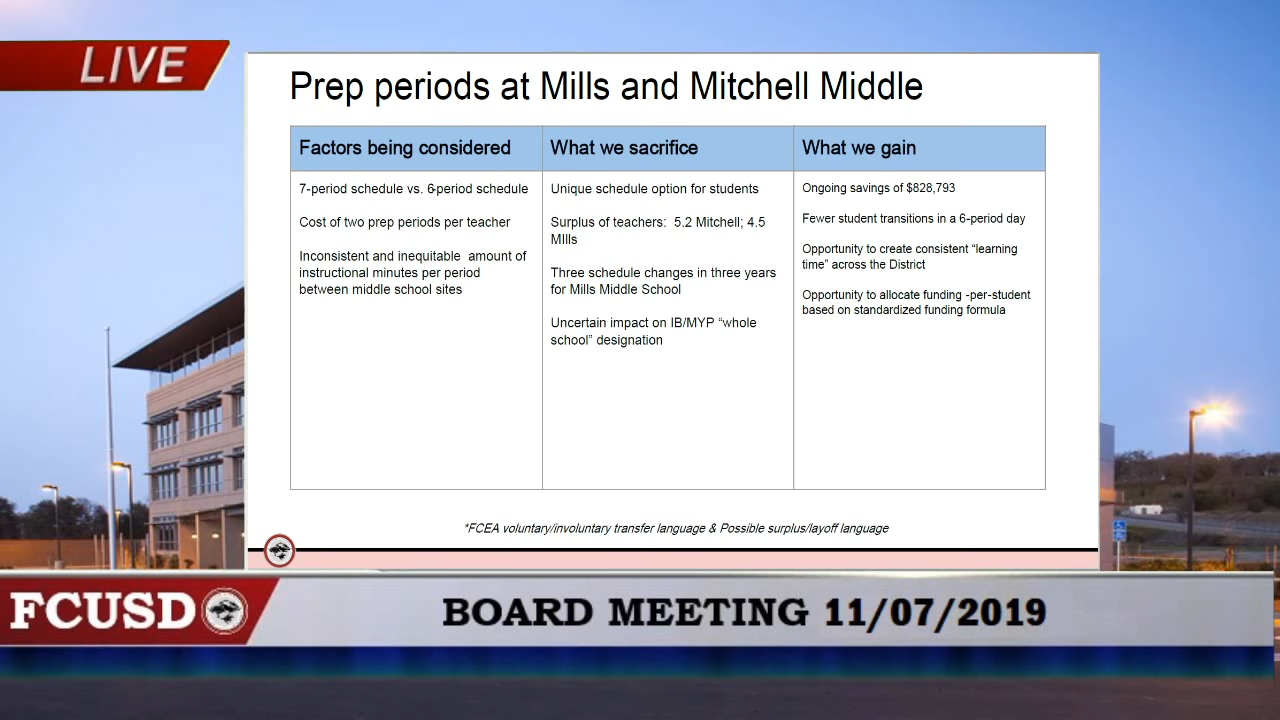 LIVE
Prep periods at Mills and Mitchell Middle
Factors being considered
What we sacrifice
What we gain
7-period schedule vs. 6-period schedule
Cost of two prep periods per teacher
Inconsistent and inequitable amount of
instructional minutes per period
between middle school sites
Unique schedule option for students
Surplus of teachers: 5.2 Mitchell; 4.5
MIlls
Three schedule changes in three years
for Mills Middle School
Uncertain impact on IB/MYP “whole
school” designation
Ongoing savings of $828,793
Fewer student transitions in a 6-period day
Opportunity to create consistent “learning
time” across the District
Opportunity to allocate funding -per-student
based on standardized funding formula
*FCEA voluntary/involuntary transfer language & Possible surplus/layoff language
FCUSD
BOARD MEETING 11/07/2019